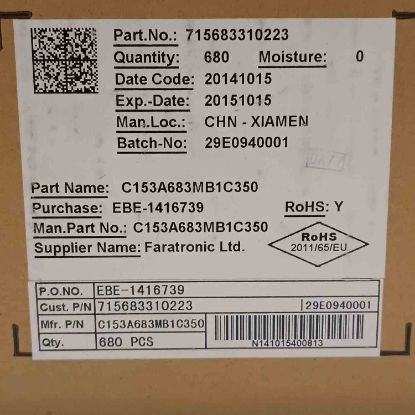 Part.No.: 715683310223
Quantity: 680 Moisture: 0
Date Code: 20141015
Exp.-Date: 20151015
Man.Loc.: CHN - XIAMEN
Batch-No: 29E0940001
Part Name: C153A683MB1C350
Purchase: EBE-1416739 RoHS: Y
Man.Part No.: C153A683MB1C350
Supplier Name: Faratronic Ltd.
RoHS
2011/65/EU
P.O.NO. EBE-1416739
Cust. P/N 715683310223 29E0940001
Mfr. P/N C153A683MB1C350
Qty. 680 PCS
N141015400813